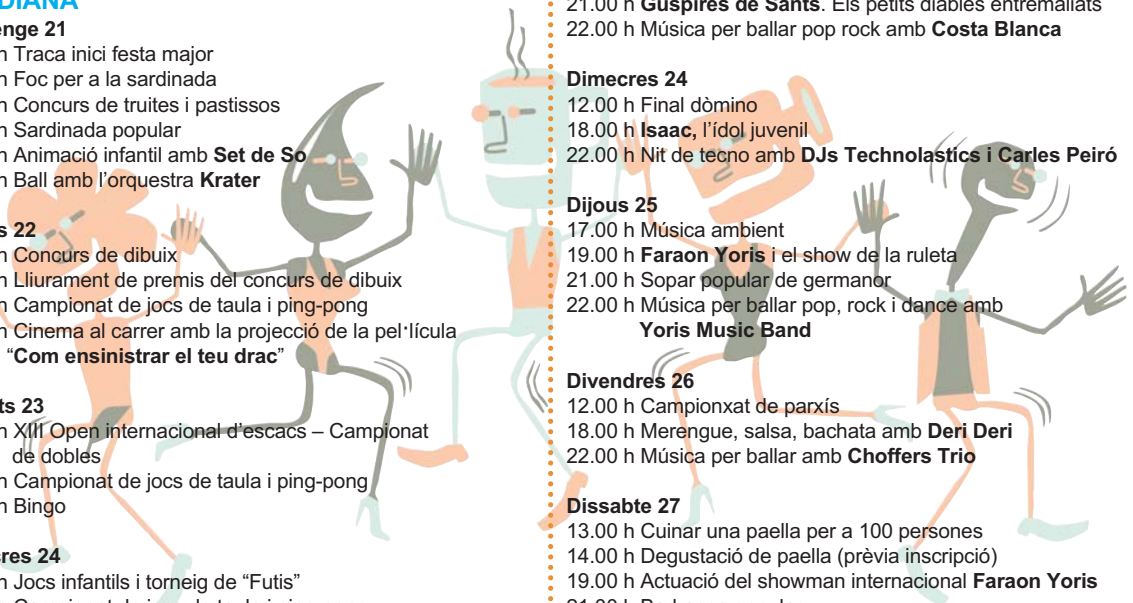 DIANA
enge 21
h Traca inici festa major
h Foc per a la sardinada
h Concurs de truites i pastissos
h Sardinada popular
h Animació infantil amb Set de So
h Ball amb l'orquestra Krater
s 22
h Concurs de dibuix
h Lliurament de premis del concurs de dibuix
h Campionat de jocs de taula i ping-pong
h Cinema al carrer amb la projecció de la pel·lícula
“Com ensinistrar el teu drac”
ts 23
h XIII Open internacional d'escacs – Campionat
de dobles
h Campionat de jocs de taula i ping-pong
h Bingo
cres 24
h Jocs infantils i torneig de “Futis”
21.00 h Guspires de Sants. Els petits diables entremaliats
22.00 h Música per ballar pop rock amb Costa Blanca
Dimecres 24
12.00 h Final dòmino
18.00 h Isaac, l'ídol juvenil
22.00 h Nit de tecno amb DJs Technolastics i Carles Peiró
Dijous 25
17.00 h Música ambient
19.00 h Faraon Yoris i el show de la ruleta
21.00 h Sopar popular de germanor
22.00 h Música per ballar pop, rock i dance amb
Yoris Music Band
Divendres 26
12.00 h Campionxat de parxís
18.00 h Merengue, salsa, bachata amb Deri Deri
22.00 h Música per ballar amb Choffers Trio
Dissabte 27
13.00 h Cuinar una paella per a 100 persones
14.00 h Degustació de paella (prèvia inscripció)
19.00 h Actuació del showman internacional Faraon Yoris